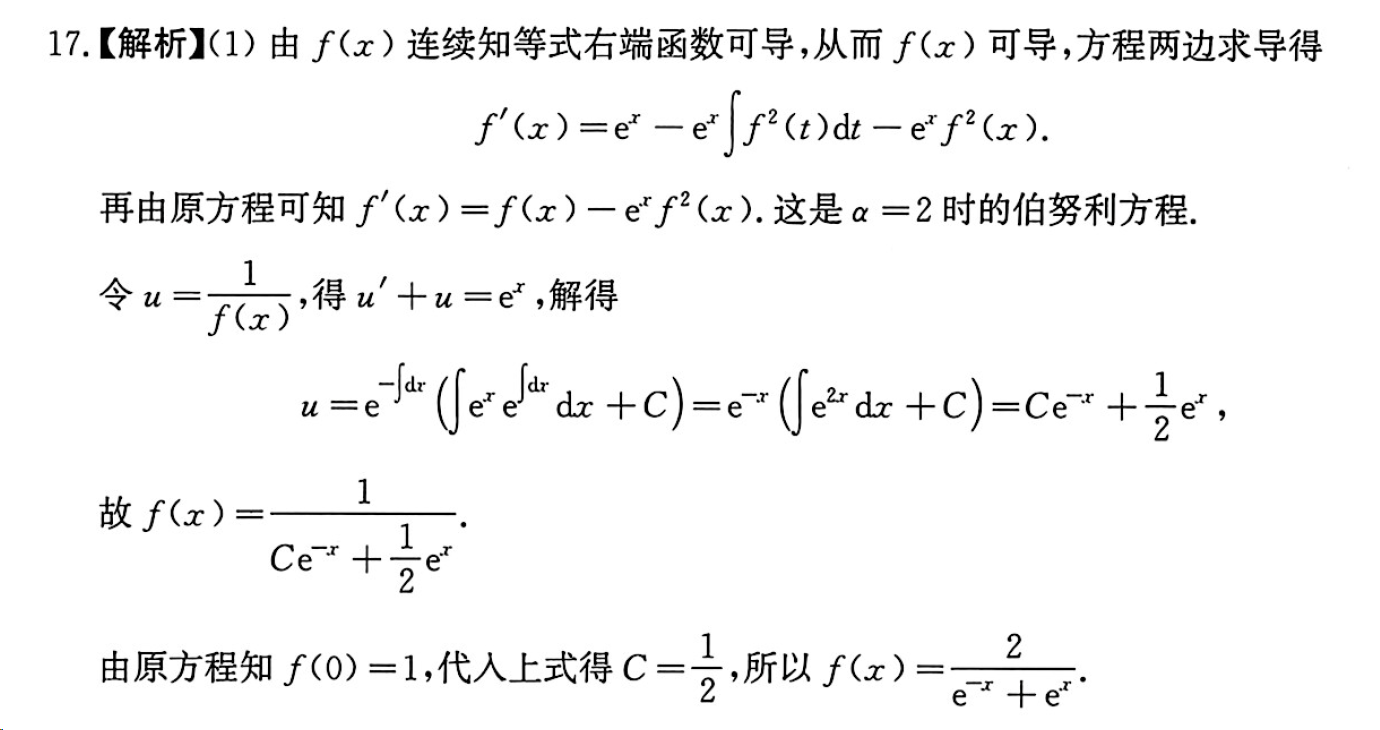 17.【解析】(1) 由 f(x) 连续知等式右端函数可导,从而 f(x) 可导,方程两边求导得
f′(x)=eˣ−eˣ∫f²(t)dt−eˣf²(x).
再由原方程可知 f′(x)=f(x)−eˣf²(x). 这是 α=2 时的伯努利方程.
令 u=1/f(x),得 u′+u=eˣ,解得
u=e^{−∫dx}(∫eˣe^{∫dx}dx+C)=e⁻ˣ(∫e²ˣdx+C)=Ce⁻ˣ+1/2eˣ,
故 f(x)=1/(Ce⁻ˣ+1/2eˣ).
由原方程知 f(0)=1,代入上式得 C=1/2,所以 f(x)=2/(e⁻ˣ+eˣ).